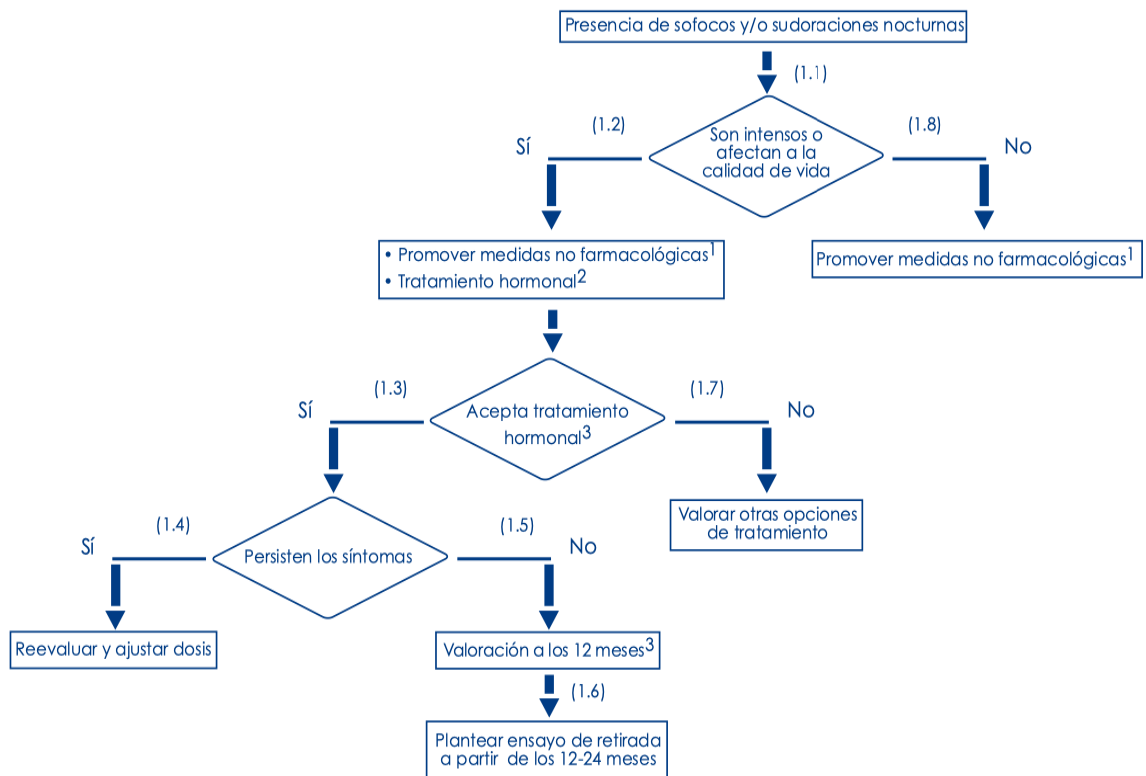 Presencia de sofocos y/o sudoraciones nocturnas
(1.1)
(1.2)
(1.8)
Sí
Son intensos o
afectan a la
calidad de vida
No
• Promover medidas no farmacológicas1
• Tratamiento hormonal2
Promover medidas no farmacológicas1
(1.3)
(1.7)
Sí
Acepta tratamiento
hormonal3
No
Valorar otras opciones
de tratamiento
(1.4)
(1.5)
Sí
Persisten los síntomas
No
Reevaluar y ajustar dosis
Valoración a los 12 meses3
(1.6)
Plantear ensayo de retirada
a partir de los 12-24 meses